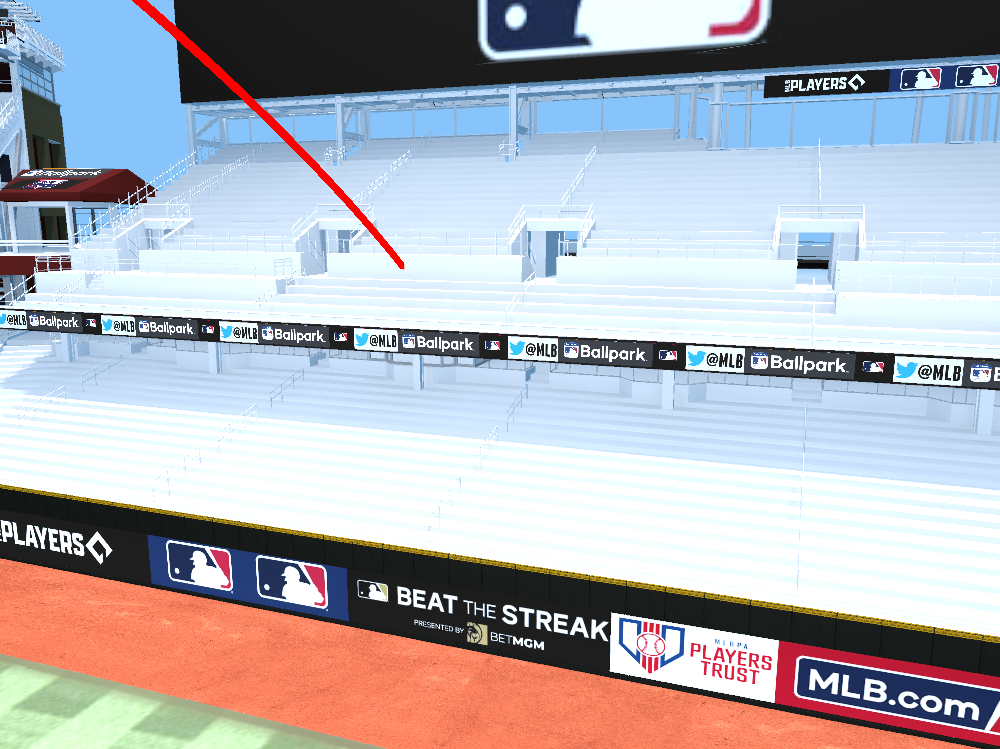 MLB PLAYERS
@MLB Ballpark @MLB Ballpark @MLB Ballpark @MLB Ballpark @MLB Ballpark @MLB Ballpark @MLB
PLAYERS
BEAT THE STREAK
PRESENTED BY BETMGM
MLBPA
PLAYERS
TRUST
MLB.com